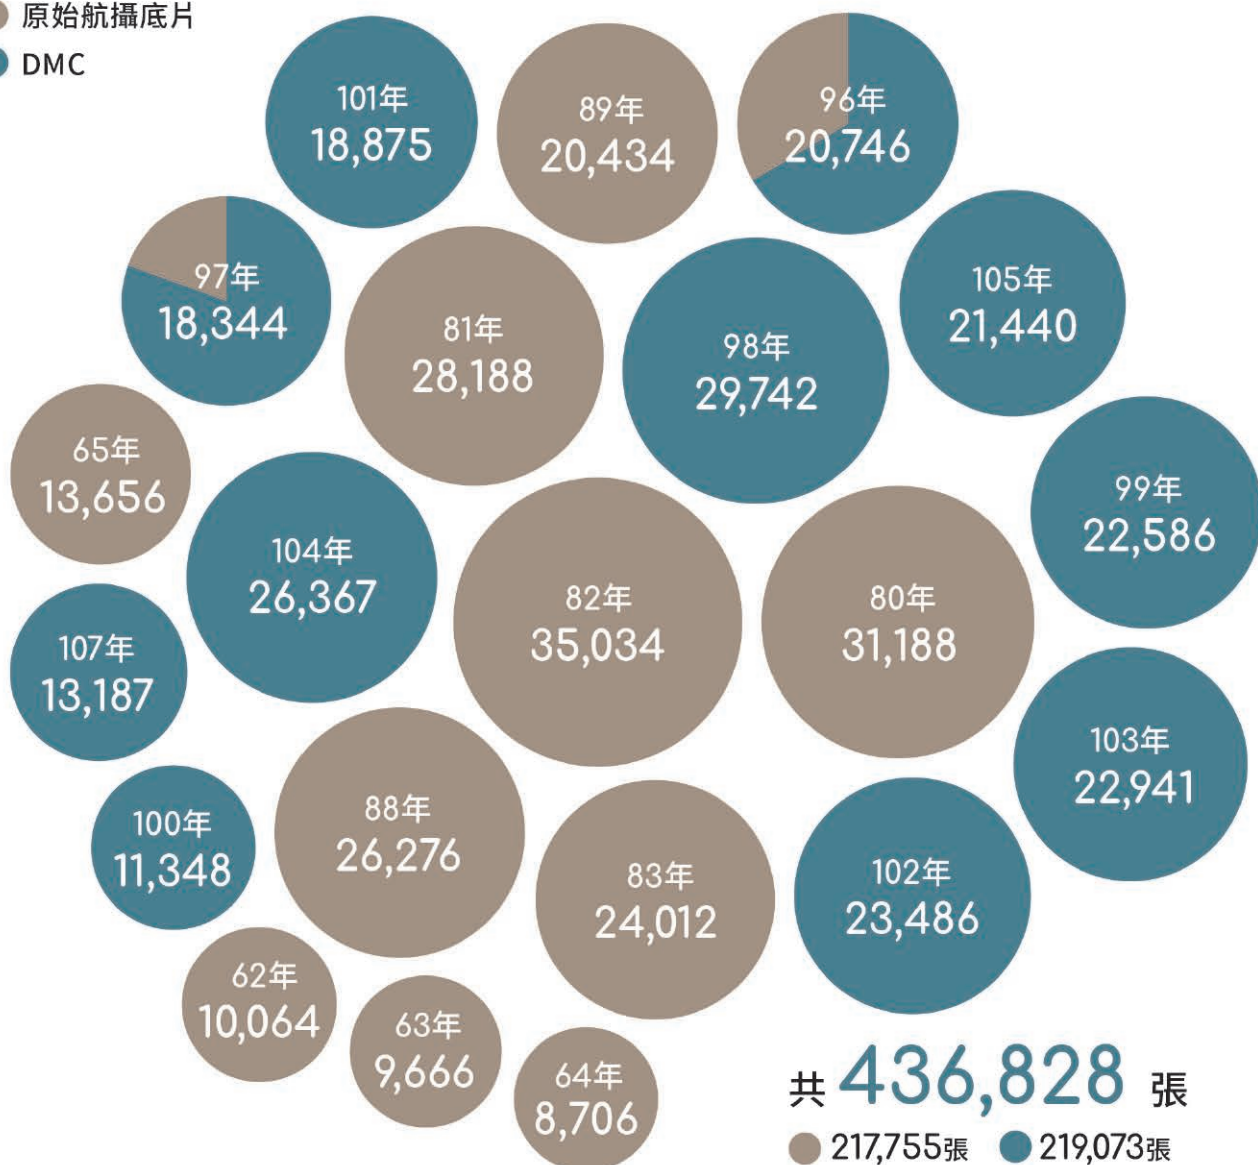 原始航攝底片
DMC
101年
18,875
89年
20,434
96年
20,746
97年
18,344
81年
28,188
98年
29,742
105年
21,440
65年
13,656
104年
26,367
82年
35,034
80年
31,188
99年
22,586
107年
13,187
88年
26,276
83年
24,012
102年
23,486
103年
22,941
100年
11,348
62年
10,064
63年
9,666
64年
8,706
共 436,828 張
217,755張 219,073張